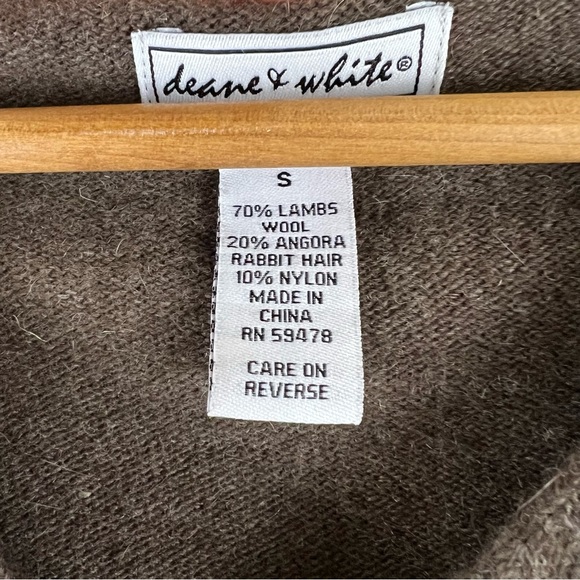 deane & white®
S
70% LAMBS
WOOL
20% ANGORA
RABBIT HAIR
10% NYLON
MADE IN
CHINA
RN 59478
CARE ON
REVERSE